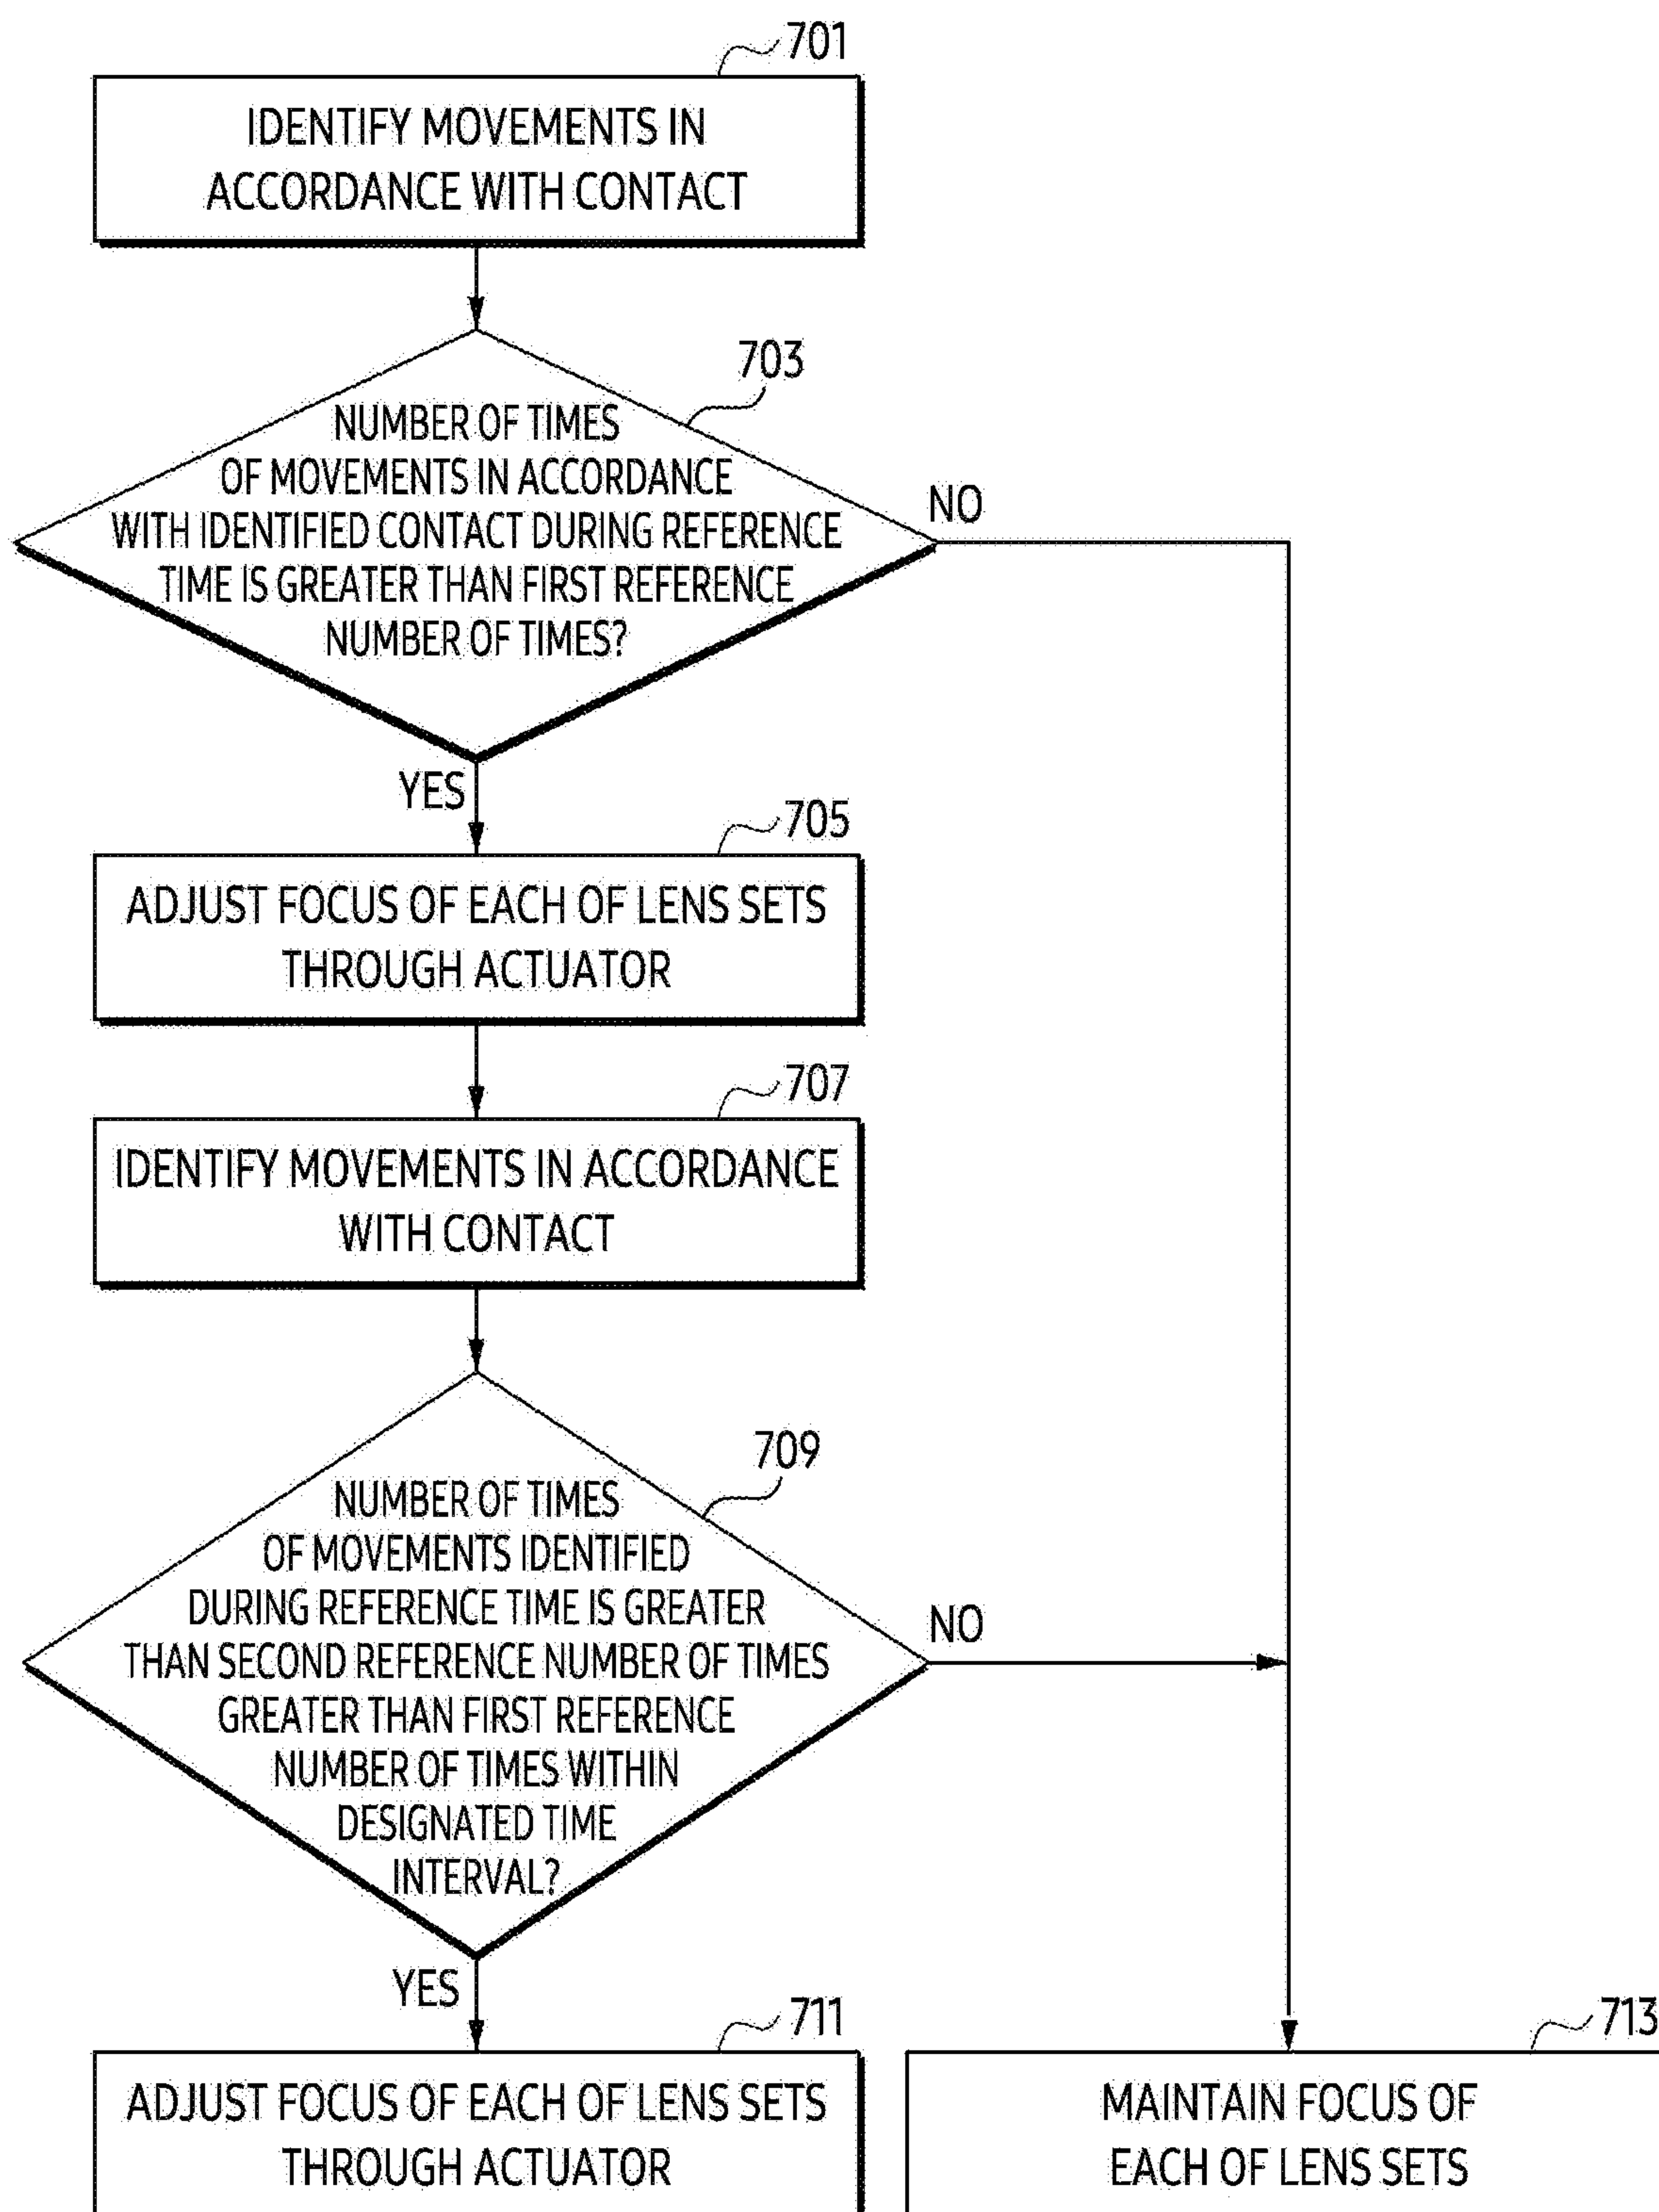 701
IDENTIFY MOVEMENTS IN
ACCORDANCE WITH CONTACT
703
NUMBER OF TIMES
OF MOVEMENTS IN ACCORDANCE
WITH IDENTIFIED CONTACT DURING REFERENCE
TIME IS GREATER THAN FIRST REFERENCE
NUMBER OF TIMES?
NO
YES
705
ADJUST FOCUS OF EACH OF LENS SETS
THROUGH ACTUATOR
707
IDENTIFY MOVEMENTS IN ACCORDANCE
WITH CONTACT
709
NUMBER OF TIMES
OF MOVEMENTS IDENTIFIED
DURING REFERENCE TIME IS GREATER
THAN SECOND REFERENCE NUMBER OF TIMES
GREATER THAN FIRST REFERENCE
NUMBER OF TIMES WITHIN
DESIGNATED TIME
INTERVAL?
NO
YES
711
ADJUST FOCUS OF EACH OF LENS SETS
THROUGH ACTUATOR
713
MAINTAIN FOCUS OF
EACH OF LENS SETS